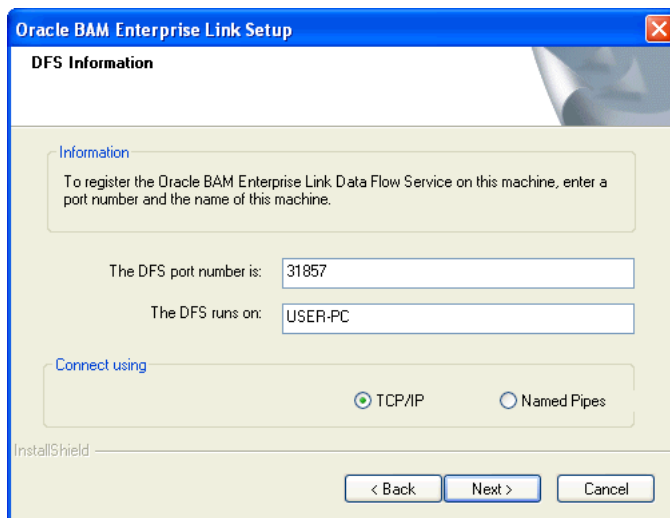 Oracle BAM Enterprise Link Setup
DFS Information
Information
To register the Oracle BAM Enterprise Link Data Flow Service on this machine, enter a
port number and the name of this machine.
The DFS port number is: 31857
The DFS runs on: USER-PC
Connect using
TCP/IP Named Pipes
InstallShield
< Back Next > Cancel